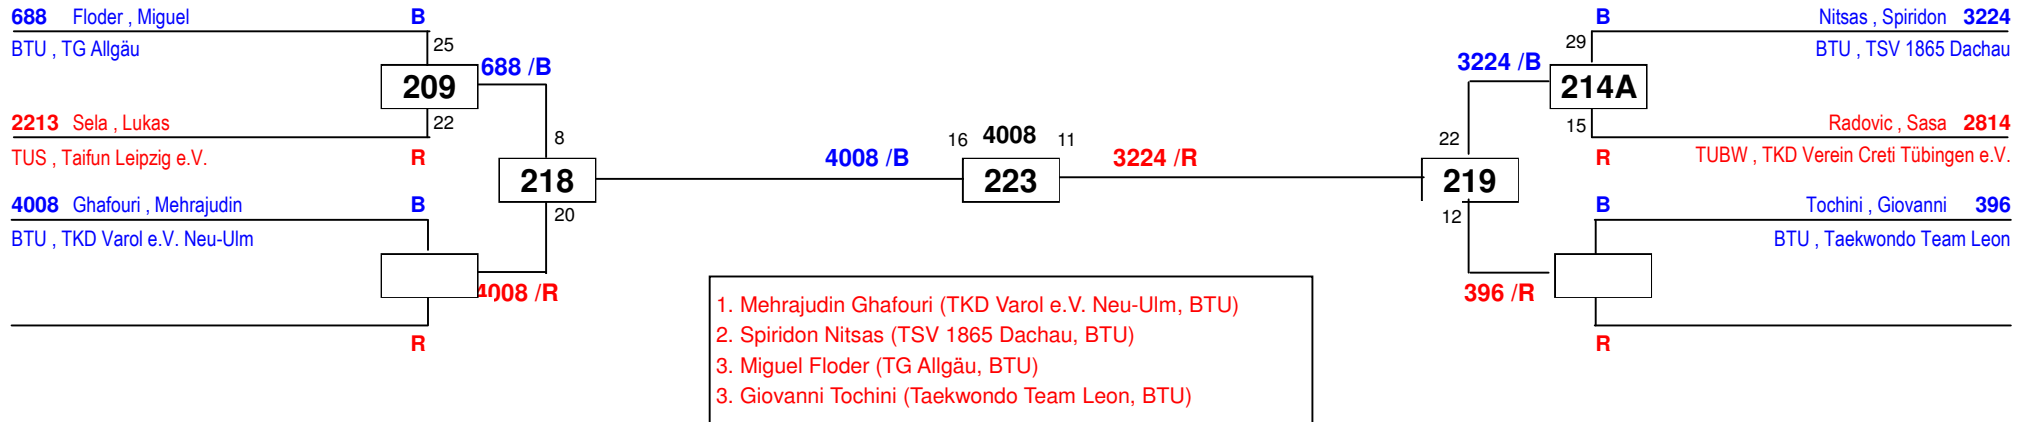 688 Floder , Miguel B
BTU , TG Allgäu
25
209
688 /B
22
2213 Sela , Lukas
TUS , Taifun Leipzig e.V. R
8
218
20
4008 Ghafouri , Mehrajudin B
BTU , TKD Varol e.V. Neu-Ulm
4008 /R
R
4008 /B
16 4008 11
223
3224 /R
B Nitsas , Spiridon 3224
29 BTU , TSV 1865 Dachau
3224 /B
214A
15 Radovic , Sasa 2814
R TUBW , TKD Verein Creti Tübingen e.V.
22
219
12
B Tochini , Giovanni 396
BTU , Taekwondo Team Leon
396 /R
R
1. Mehrajudin Ghafouri (TKD Varol e.V. Neu-Ulm, BTU)
2. Spiridon Nitsas (TSV 1865 Dachau, BTU)
3. Miguel Floder (TG Allgäu, BTU)
3. Giovanni Tochini (Taekwondo Team Leon, BTU)